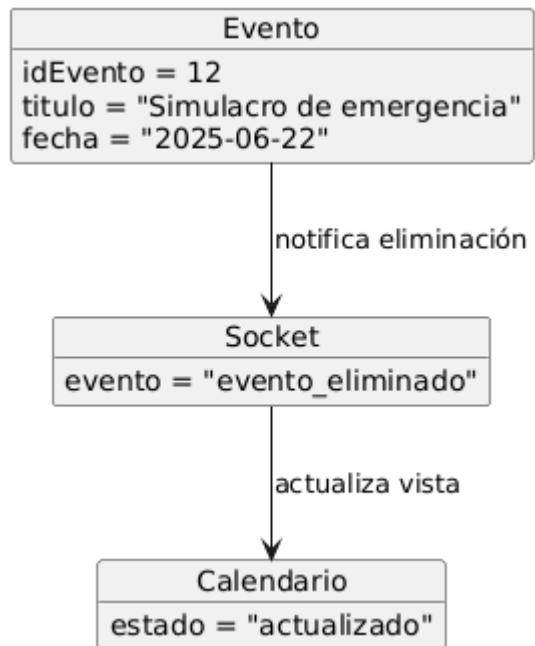 Evento
idEvento = 12
titulo = "Simulacro de emergencia"
fecha = "2025-06-22"
notifica eliminación
Socket
evento = "evento_eliminado"
actualiza vista
Calendario
estado = "actualizado"